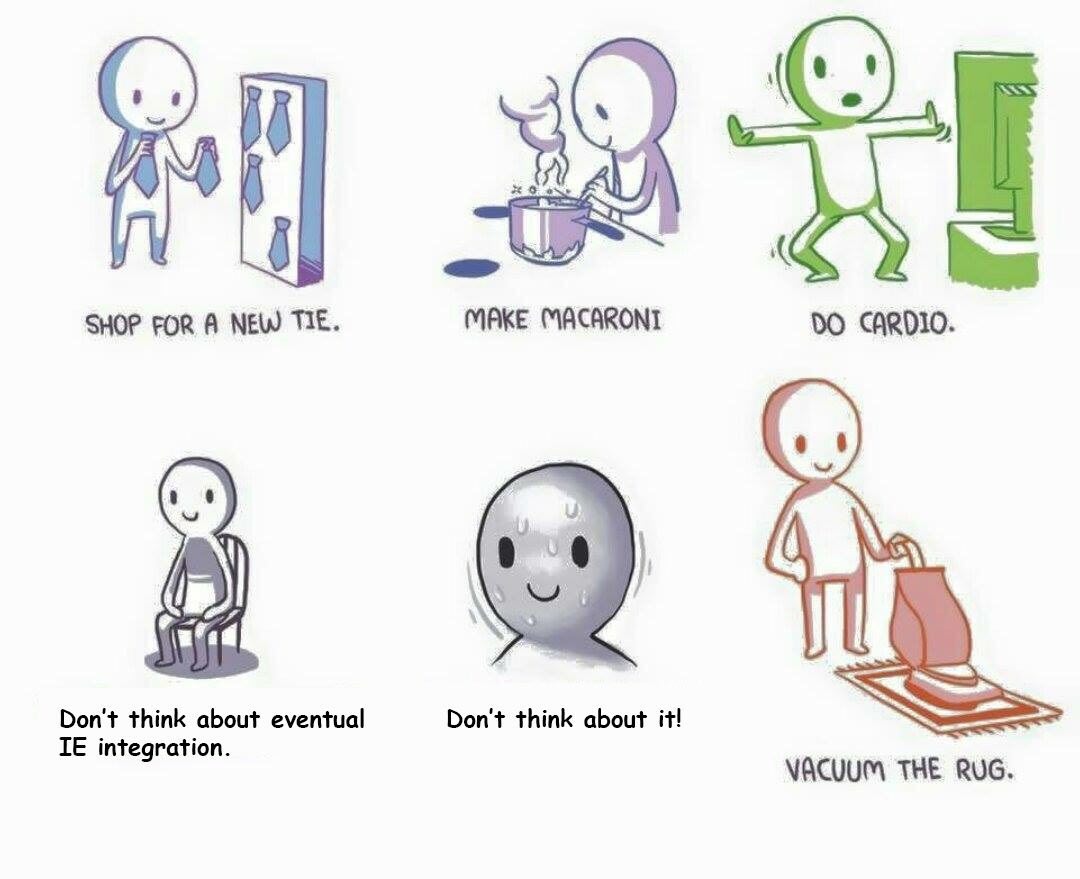 SHOP FOR A NEW TIE.
MAKE MACARONI
DO CARDIO.
Don't think about eventual
IE integration.
Don't think about it!
VACUUM THE RUG.